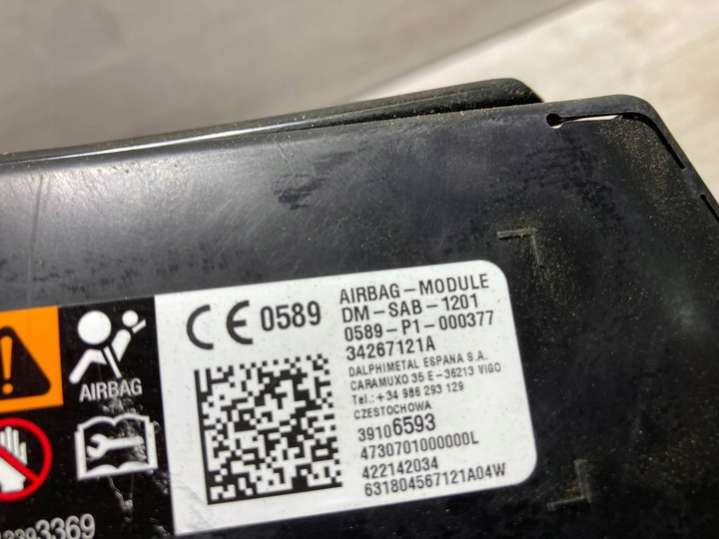 CE 0589
AIRBAG-MODULE
DM-SAB-1201
0589-P1-000377
34267121A
DALPHIMETAL ESPANA S.A.
CARAMUXO 35 E-36213 VIGO
Tel.:+34 986 293 129
CZESTOCHOWA
39106593
4730701000000L
422142034
631804567121A04W
AIRBAG